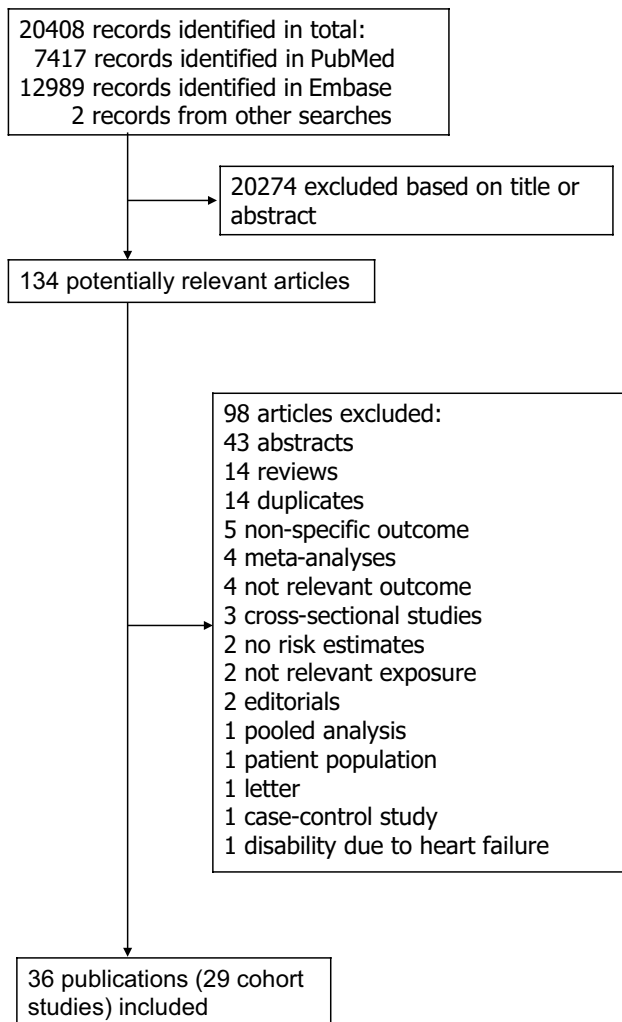 20408 records identified in total:
7417 records identified in PubMed
12989 records identified in Embase
2 records from other searches
20274 excluded based on title or
abstract
134 potentially relevant articles
98 articles excluded:
43 abstracts
14 reviews
14 duplicates
5 non-specific outcome
4 meta-analyses
4 not relevant outcome
3 cross-sectional studies
2 no risk estimates
2 not relevant exposure
2 editorials
1 pooled analysis
1 patient population
1 letter
1 case-control study
1 disability due to heart failure
36 publications (29 cohort
studies) included